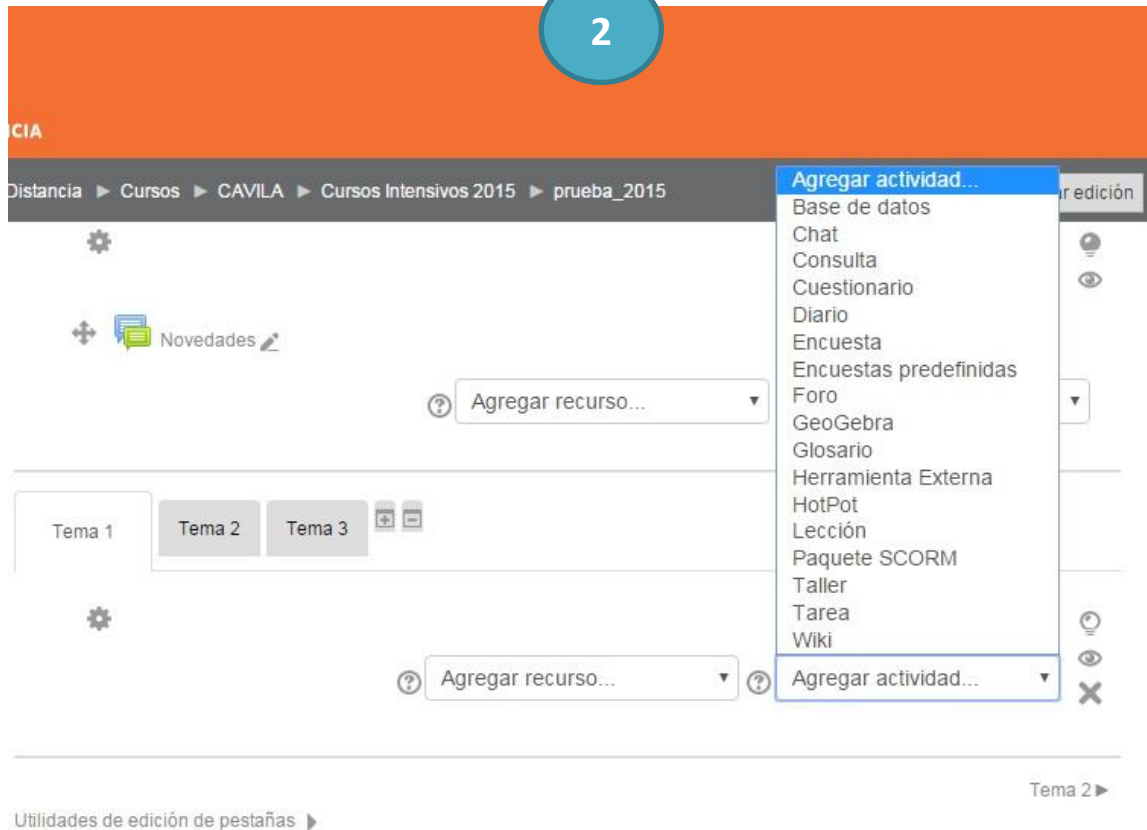 2
CIA
Distancia ► Cursos ► CAVILA ► Cursos Intensivos 2015 ► prueba_2015
edición
Novedades
Agregar recurso...
Agregar actividad...
Base de datos
Chat
Consulta
Cuestionario
Diario
Encuesta
Encuestas predefinidas
Foro
GeoGebra
Glosario
Herramienta Externa
HotPot
Lección
Paquete SCORM
Taller
Tarea
Wiki
Tema 1 Tema 2 Tema 3
Agregar recurso... Agregar actividad...
Tema 2 ►
Utilidades de edición de pestañas ►